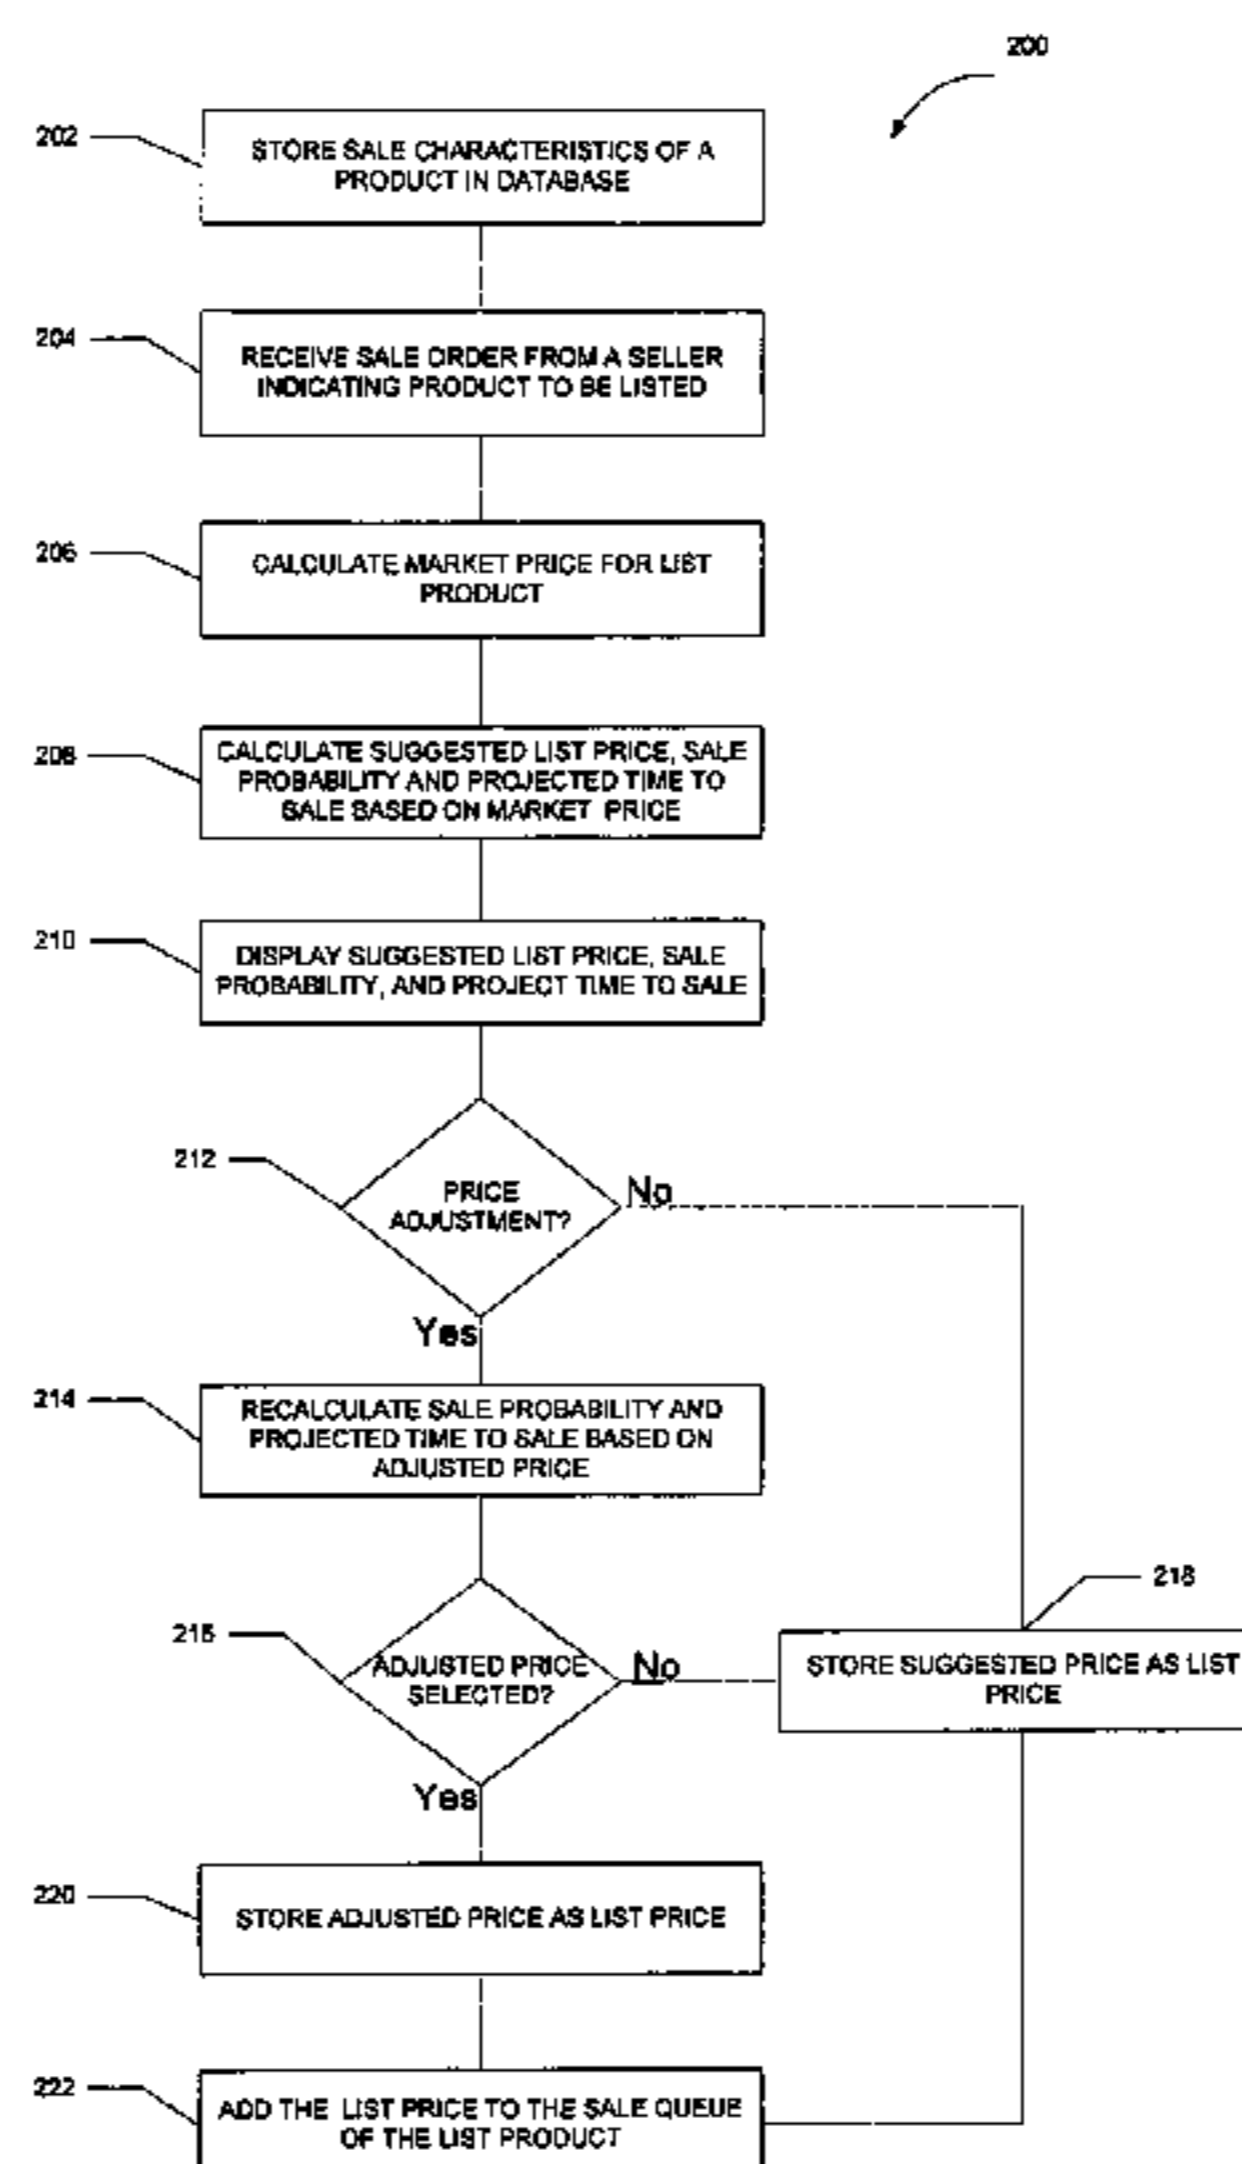 200
202
STORE SALE CHARACTERISTICS OF A
PRODUCT IN DATABASE
204
RECEIVE SALE ORDER FROM A SELLER
INDICATING PRODUCT TO BE LISTED
206
CALCULATE MARKET PRICE FOR LIST
PRODUCT
208
CALCULATE SUGGESTED LIST PRICE, SALE
PROBABILITY AND PROJECTED TIME TO
SALE BASED ON MARKET PRICE
210
DISPLAY SUGGESTED LIST PRICE, SALE
PROBABILITY, AND PROJECT TIME TO SALE
212
PRICE
ADJUSTMENT?
No
Yes
214
RECALCULATE SALE PROBABILITY AND
PROJECTED TIME TO SALE BASED ON
ADJUSTED PRICE
216
ADJUSTED PRICE
SELECTED?
No
Yes
218
STORE SUGGESTED PRICE AS LIST
PRICE
220
STORE ADJUSTED PRICE AS LIST PRICE
222
ADD THE LIST PRICE TO THE SALE QUEUE
OF THE LIST PRODUCT